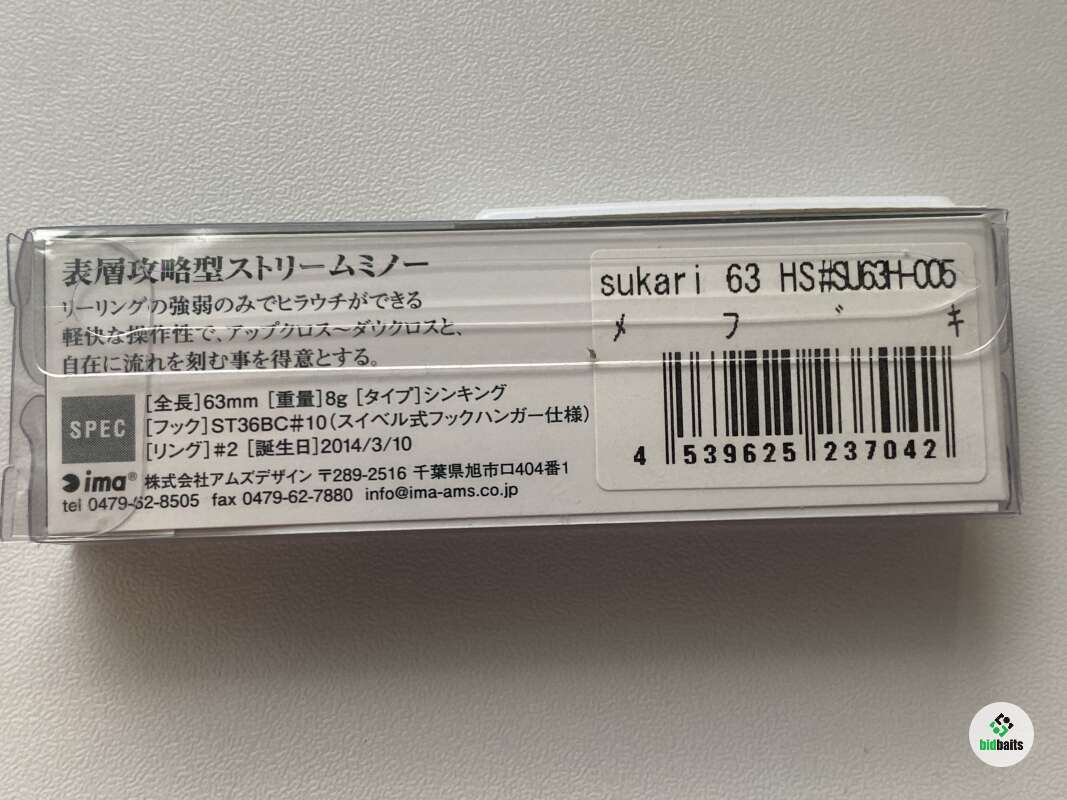 表層攻略型ストリームミノー
リーリングの強弱のみでヒラウチができる
軽快な操作性で、アップクロス〜ダウクロスと、
自在に流れを刻む事を得意とする。
SPEC
[全長]63mm [重量]8g [タイプ]シンキング
[フック]ST36BC#10(スイベル式フックハンガー仕様)
[リング]#2 [誕生日]2014/3/10
ima® 株式会社アムズデザイン 〒289-2516 千葉県旭市ロ404番1
tel 0479-62-8505 fax 0479-62-7880 info@ima-ams.co.jp
sukari 63 HS#SU63H-005
メ フ ゛ キ
4 539625 237042
bidbaits